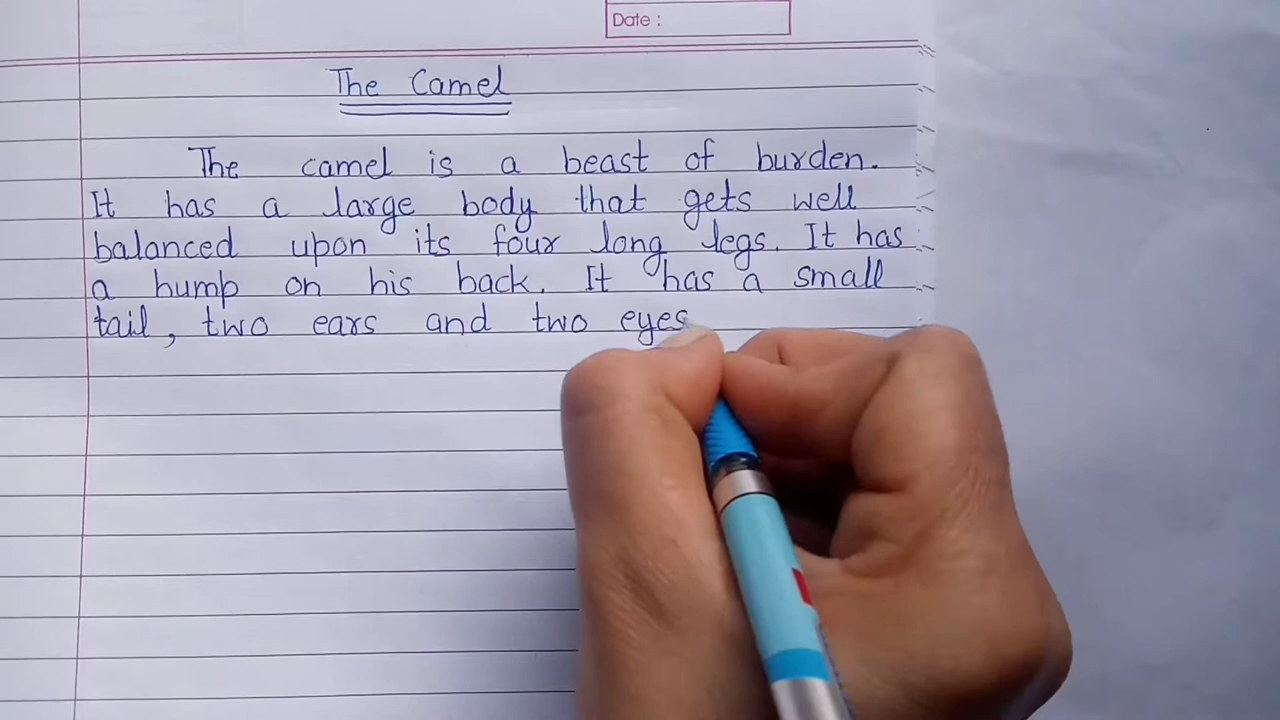 Date :
The Camel
The camel is a beast of burden.
It has a large body that gets well
balanced upon its four long legs. It has
a hump on his back. It has a small
tail, two ears and two eyes